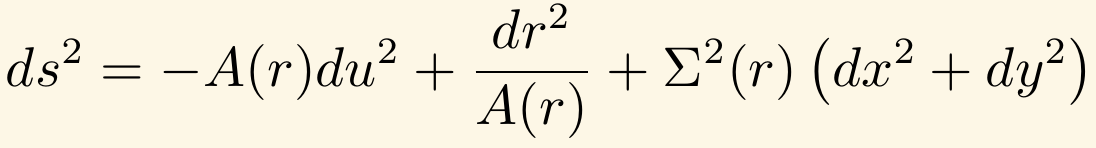 ds^2 = -A(r)du^2 + \frac{dr^2}{A(r)} + \Sigma^2(r) \left( dx^2 + dy^2 \right)